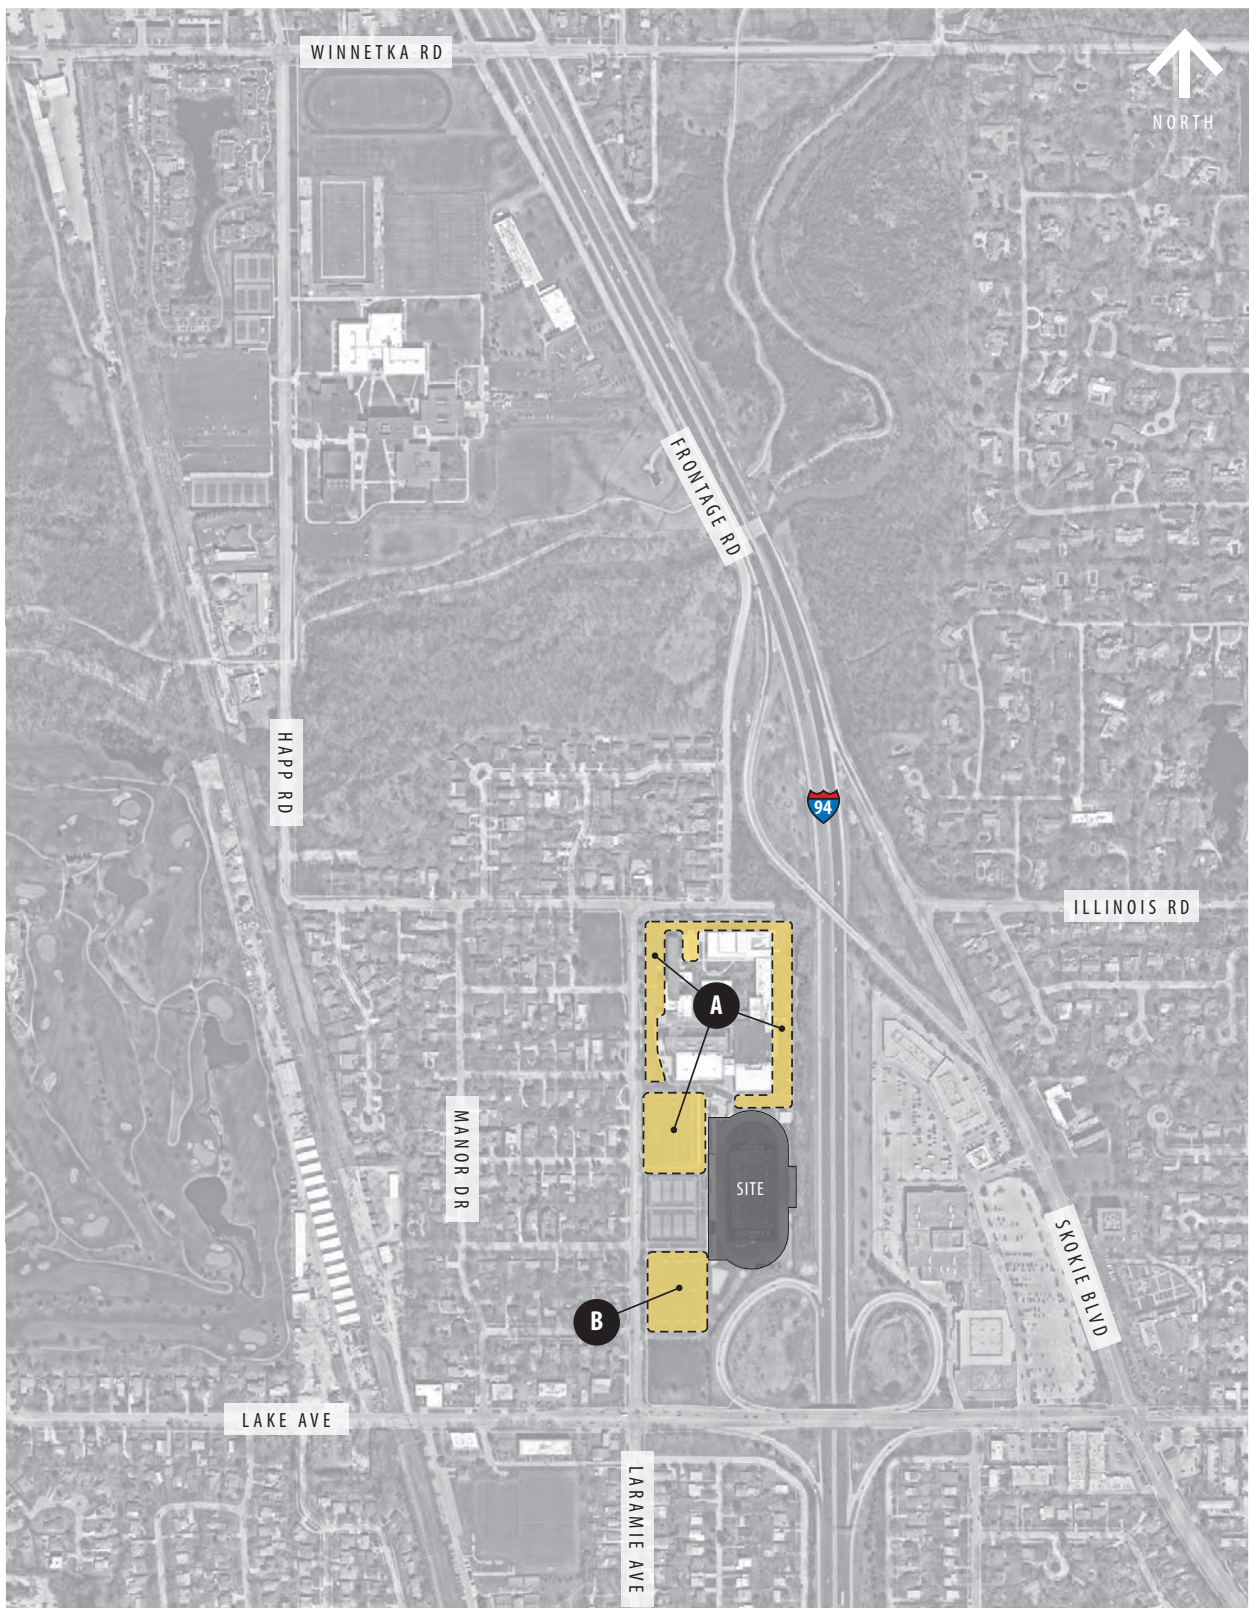 WINNETKA RD
NORTH
FRONTAGE RD
HAPP RD
94
ILLINOIS RD
A
MANOR DR
SITE
SKOKIE BLVD
B
LAKE AVE
LARAMIE AVE